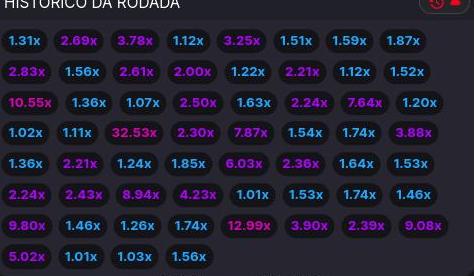 HISTÓRICO DA RODADA
1.31x 2.69x 3.78x 1.12x 3.25x 1.51x 1.59x 1.87x
2.83x 1.56x 2.61x 2.00x 1.22x 2.21x 1.12x 1.52x
10.55x 1.36x 1.07x 2.50x 1.63x 2.24x 7.64x 1.20x
1.02x 1.11x 32.53x 2.30x 7.87x 1.54x 1.74x 3.88x
1.36x 2.21x 1.24x 1.85x 6.03x 2.36x 1.64x 1.53x
2.24x 2.43x 8.94x 4.23x 1.01x 1.53x 1.74x 1.46x
9.80x 1.46x 1.26x 1.74x 12.99x 3.90x 2.39x 9.08x
5.02x 1.01x 1.03x 1.56x